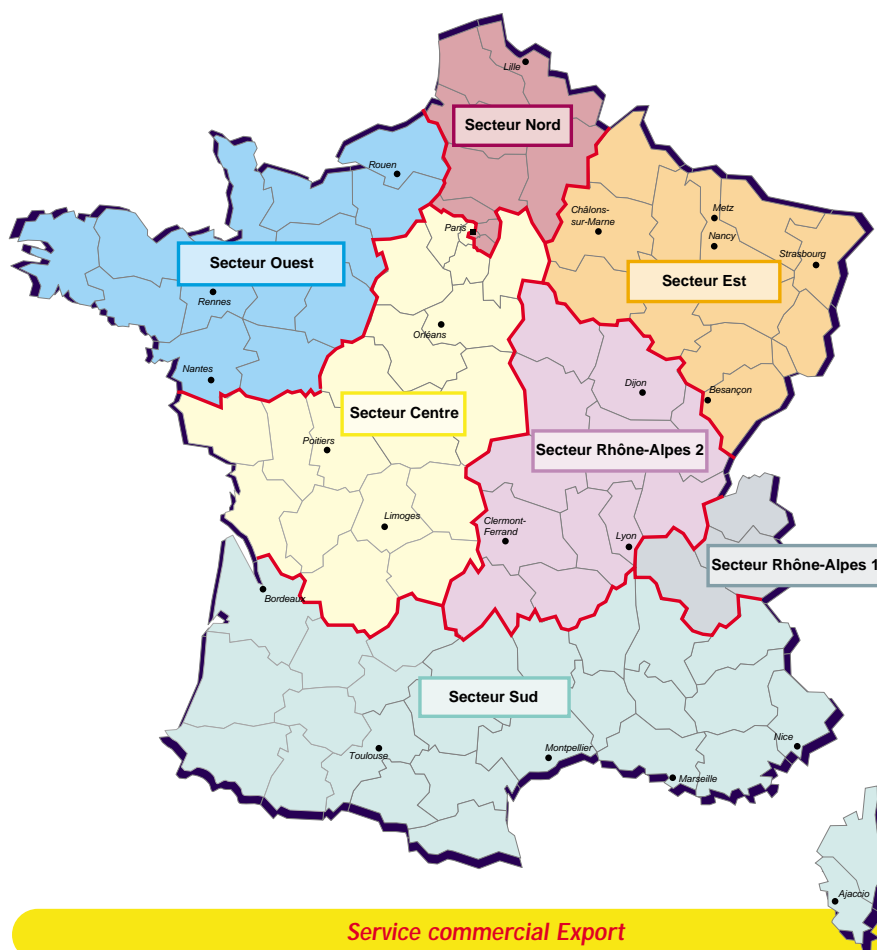 Lille
Secteur Nord
Rouen
Châlons-
sur-Marne
Metz
Paris
Nancy
Strasbourg
Secteur Ouest
Secteur Est
Rennes
Orléans
Nantes
Dijon
Besançon
Secteur Centre
Poitiers
Secteur Rhône-Alpes 2
Limoges
Clermont-
Ferrand
Lyon
Secteur Rhône-Alpes 1
Bordeaux
Secteur Sud
Nice
Montpellier
Toulouse
Marseille
Ajaccio
Service commercial Export